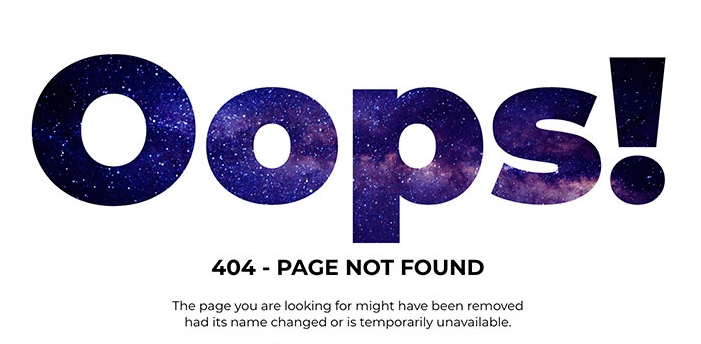 Oops!
404 - PAGE NOT FOUND
The page you are looking for might have been removed
had its name changed or is temporarily unavailable.